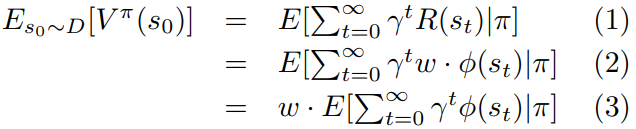 E_{s_0∼D}[V^π(s_0)] = E[∑_{t=0}^∞ γ^t R(s_t)|π] (1)
= E[∑_{t=0}^∞ γ^t w · φ(s_t)|π] (2)
= w · E[∑_{t=0}^∞ γ^t φ(s_t)|π] (3)